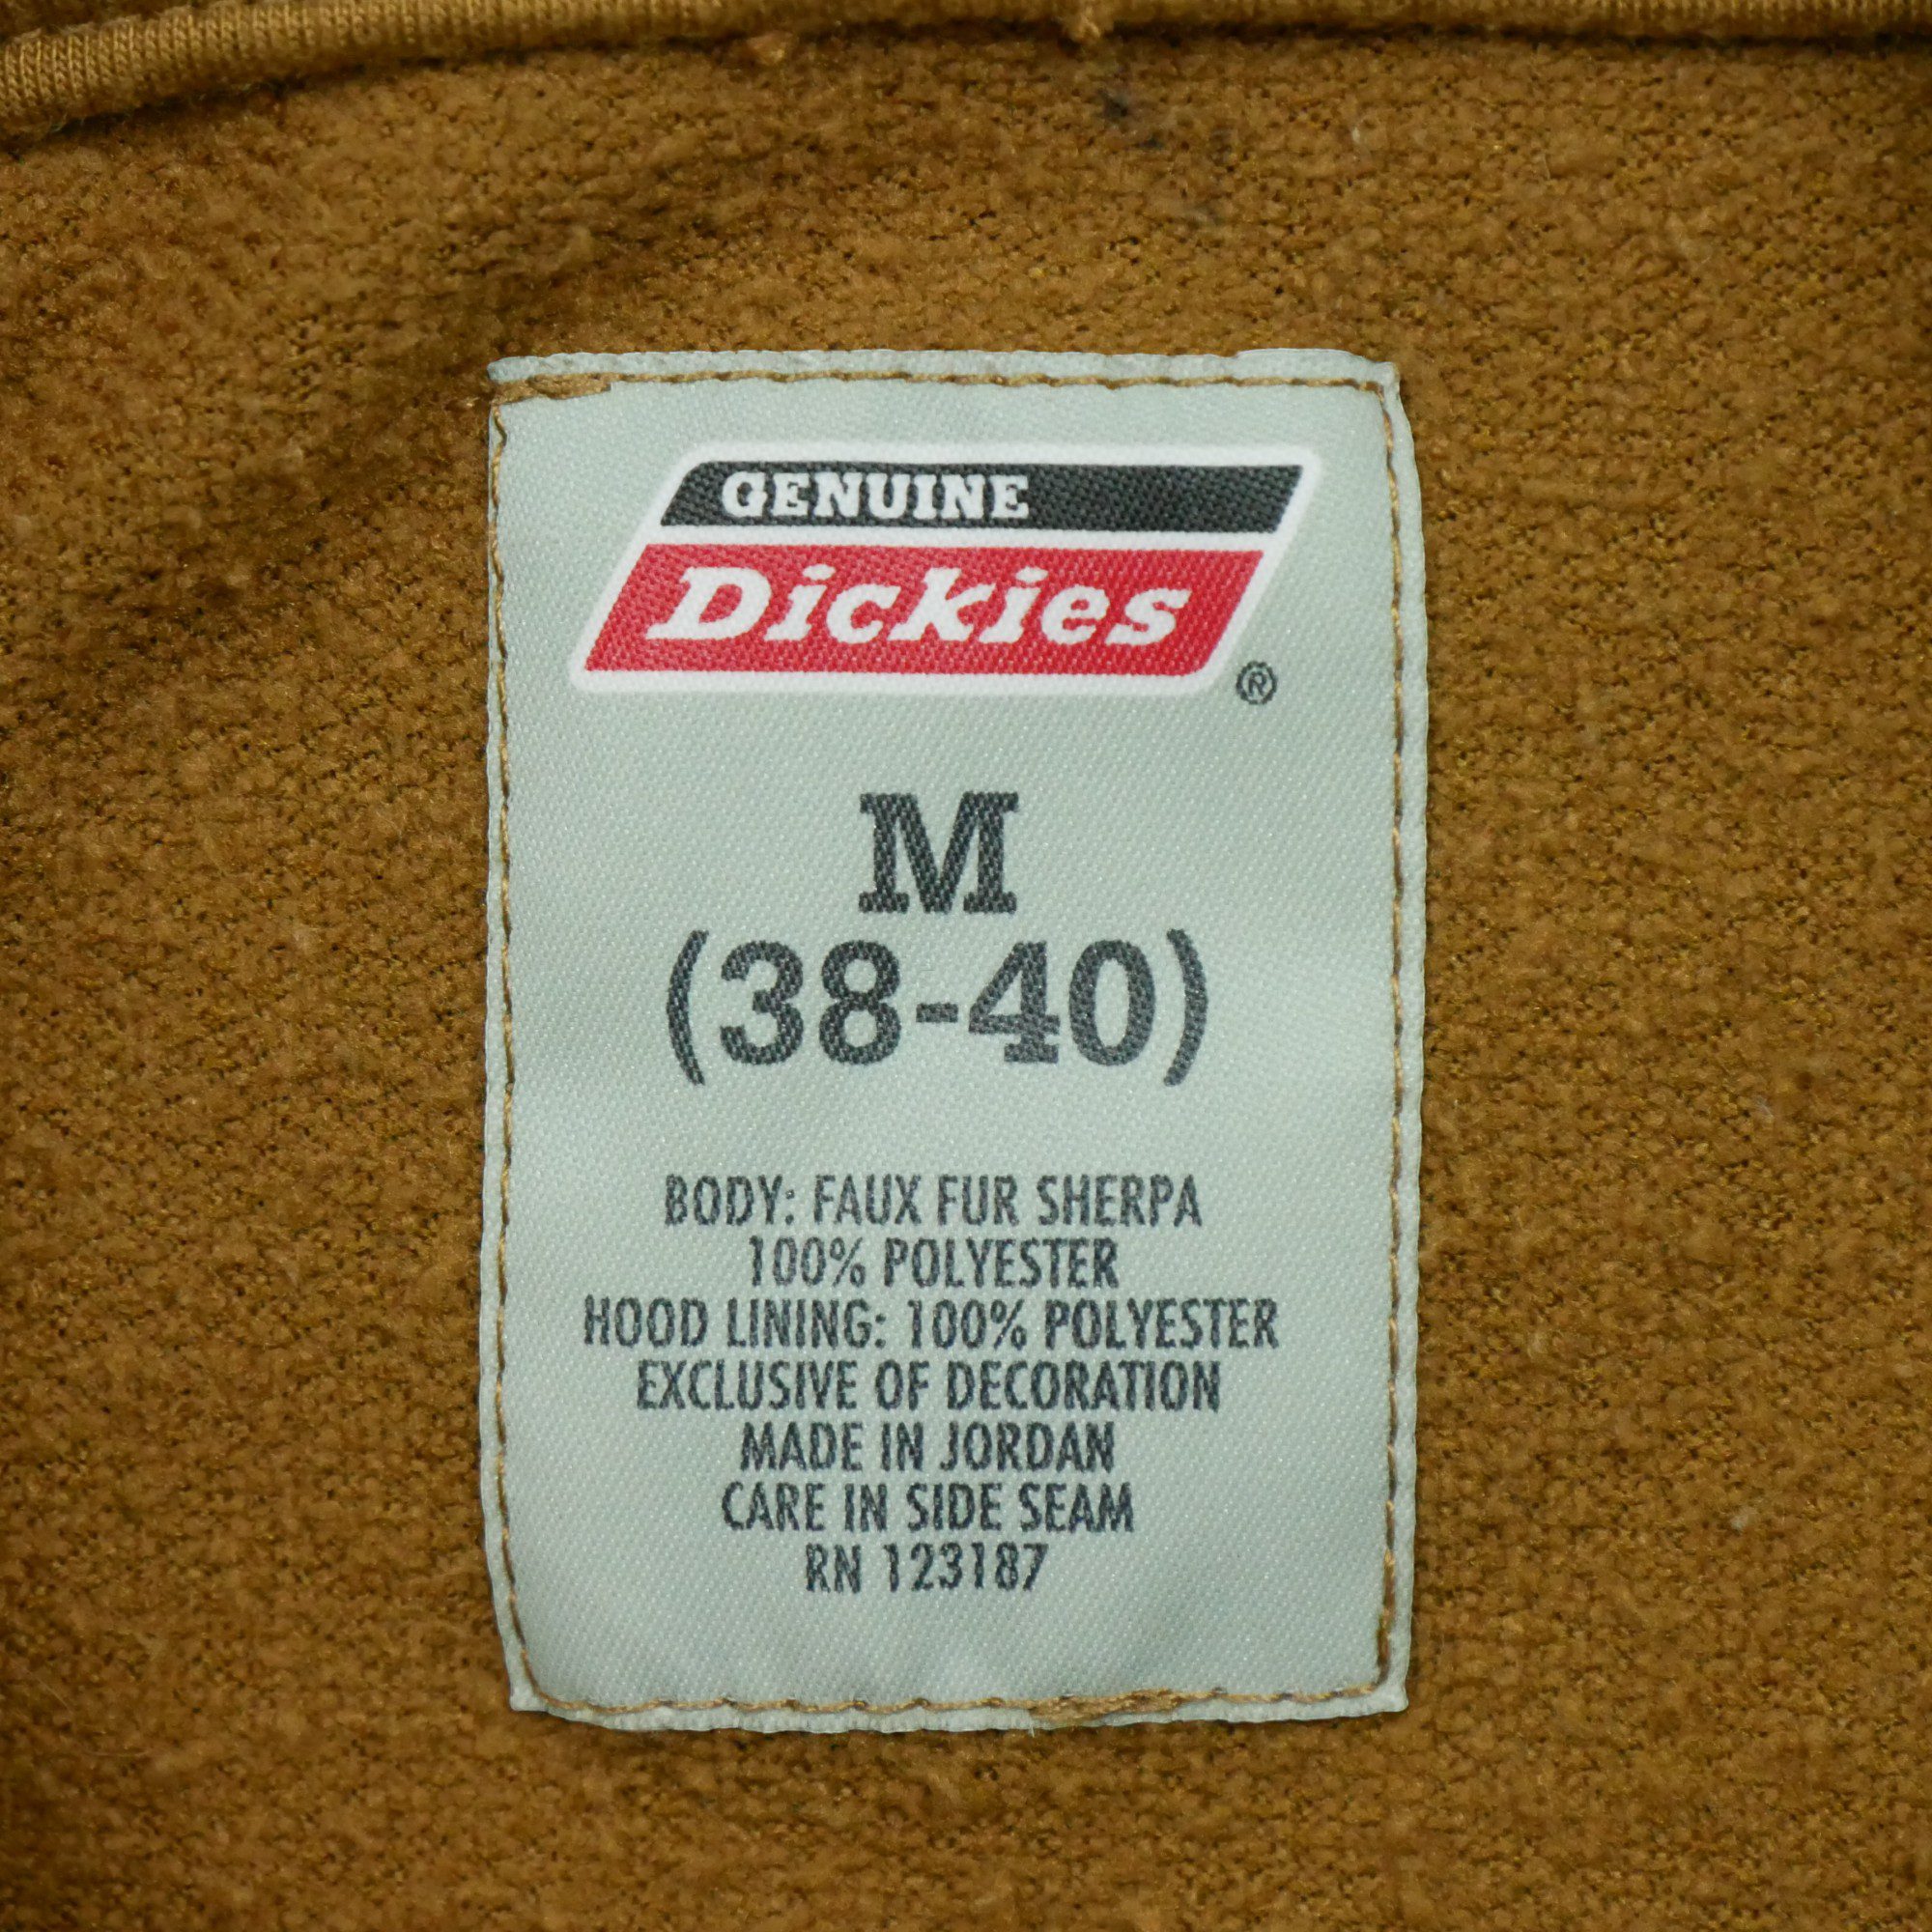 GENUINE
Dickies
®
M
(38-40)
BODY: FAUX FUR SHERPA
100% POLYESTER
HOOD LINING: 100% POLYESTER
EXCLUSIVE OF DECORATION
MADE IN JORDAN
CARE IN SIDE SEAM
RN 123187